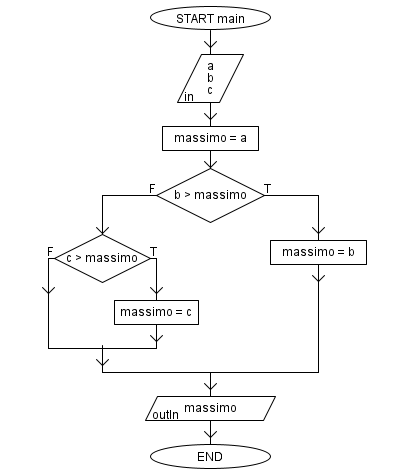 START main
a
b
c
in
massimo = a
F
b > massimo
T
F
c > massimo
T
massimo = b
massimo = c
massimo
outln
END